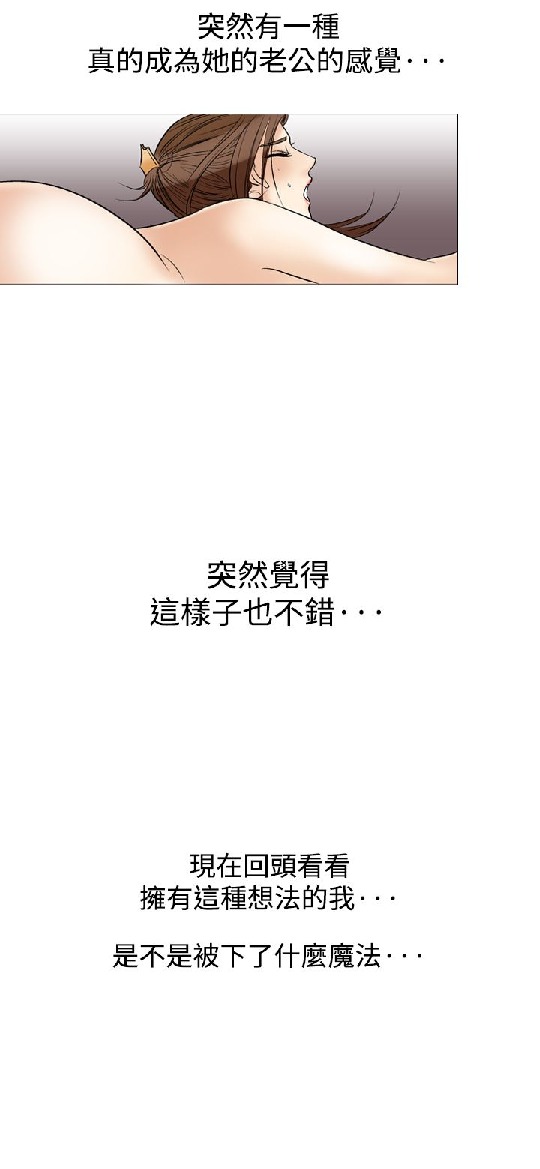 突然有一種
真的成為她的老公的感覺···
突然覺得
這樣子也不錯···
現在回頭看看
擁有這種想法的我···
是不是被下了什麼魔法···